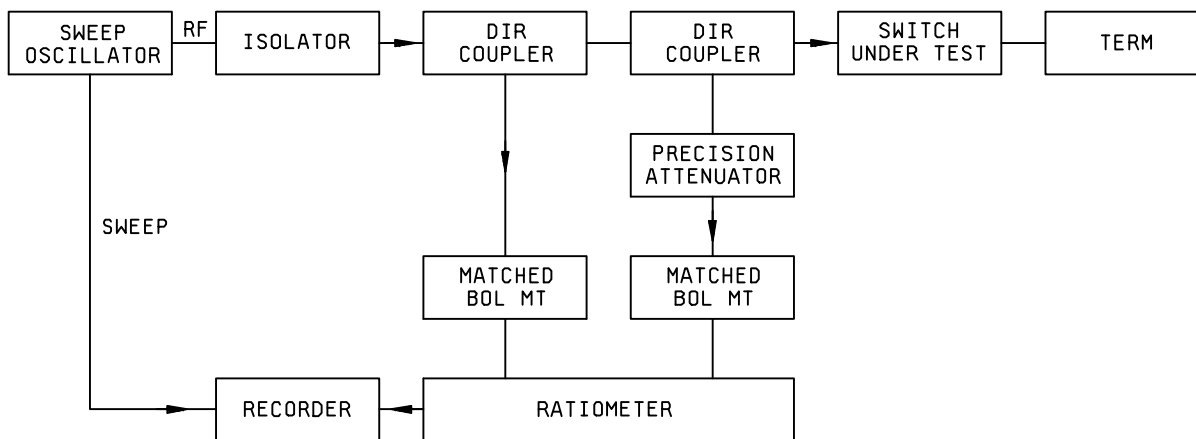 SWEEP
OSCILLATOR
RF
ISOLATOR
DIR
COUPLER
DIR
COUPLER
SWITCH
UNDER TEST
TERM
PRECISION
ATTENUATOR
SWEEP
MATCHED
BOL MT
MATCHED
BOL MT
RECORDER
RATIOMETER